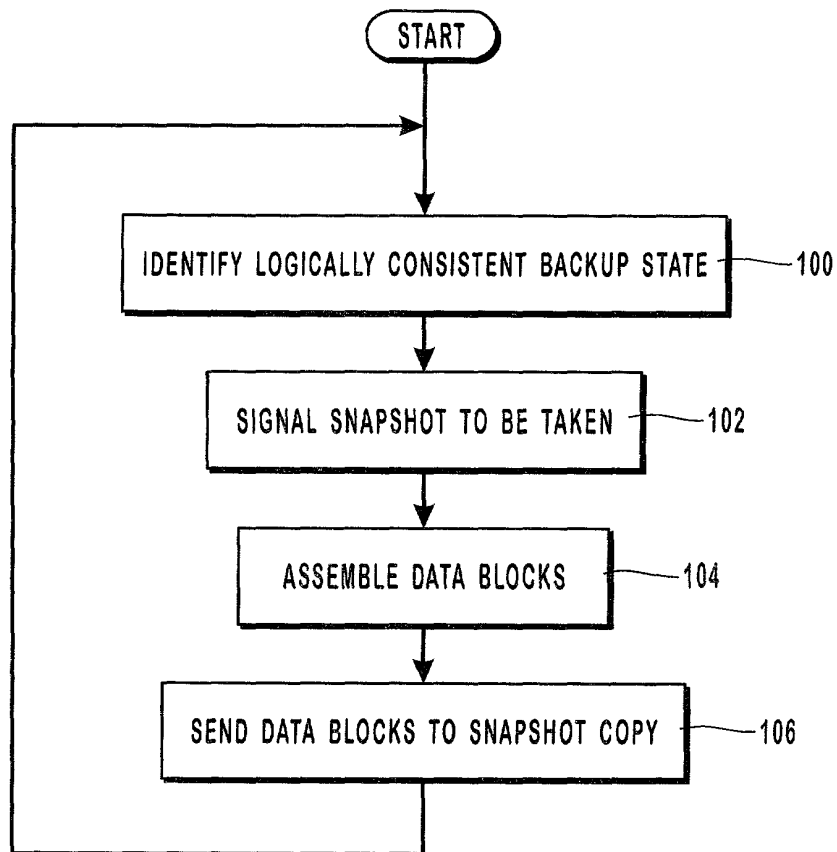 START
IDENTIFY LOGICALLY CONSISTENT BACKUP STATE
100
SIGNAL SNAPSHOT TO BE TAKEN
102
ASSEMBLE DATA BLOCKS
104
SEND DATA BLOCKS TO SNAPSHOT COPY
106